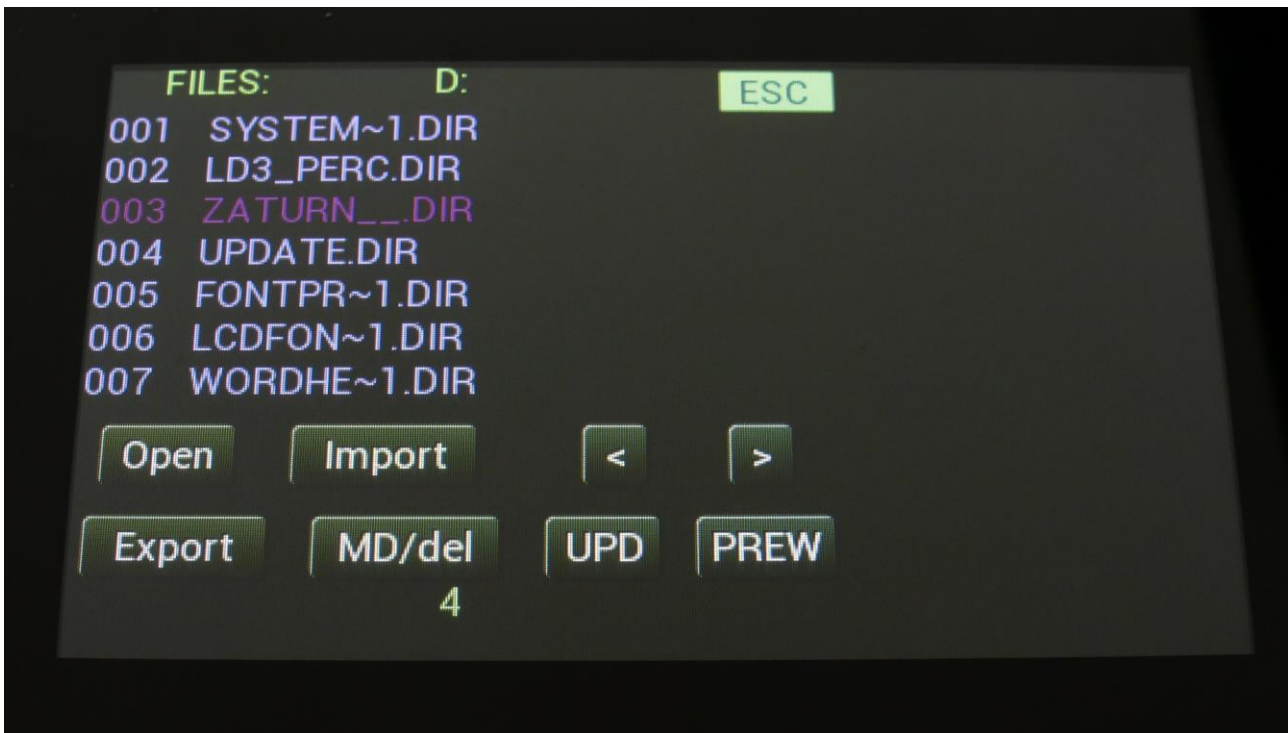 FILES: D: ESC
001 SYSTEM~1.DIR
002 LD3_PERC.DIR
003 ZATURN__.DIR
004 UPDATE.DIR
005 FONTPR~1.DIR
006 LCDFON~1.DIR
007 WORDHE~1.DIR
Open Import < >
Export MD/del UPD PREW
4